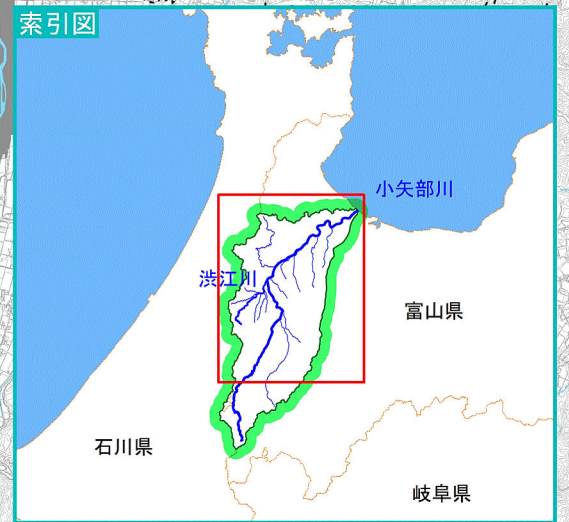 索引図
小矢部川
渋江川
富山県
石川県
岐阜県